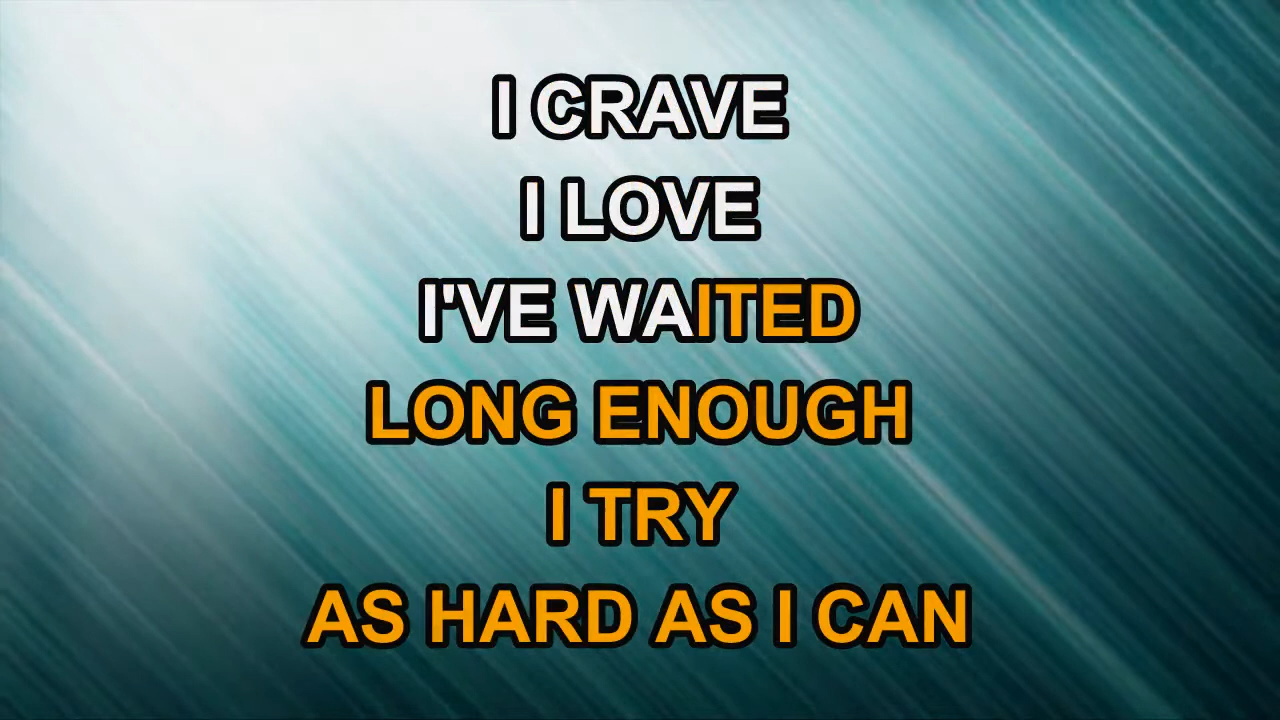 I CRAVE
I LOVE
I'VE WAITED
LONG ENOUGH
I TRY
AS HARD AS I CAN